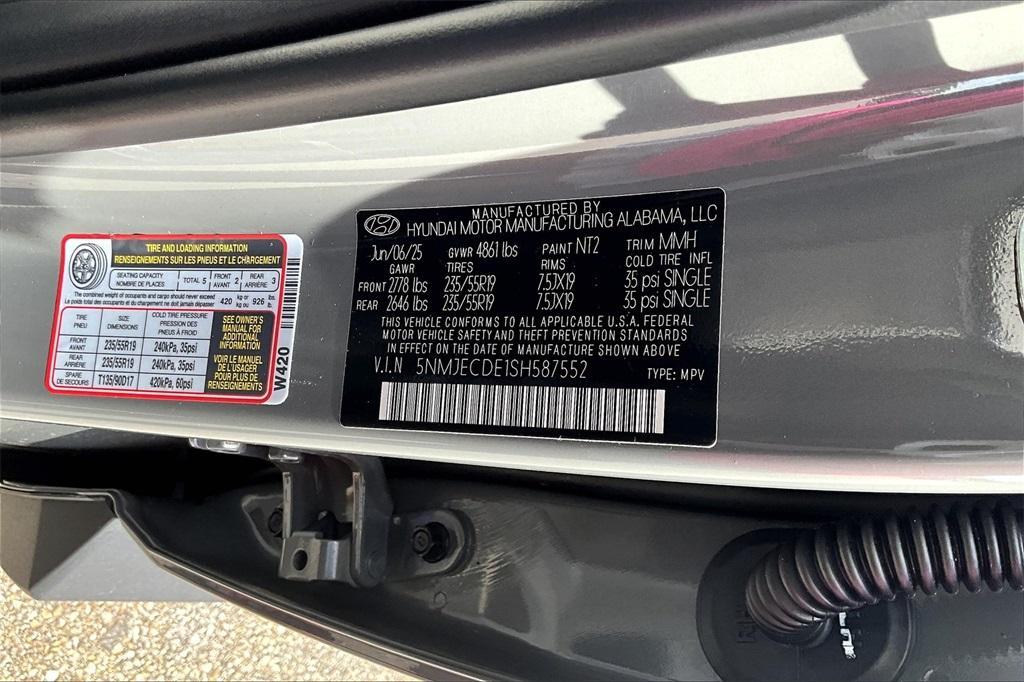 TIRE AND LOADING INFORMATION
RENSEIGNEMENTS SUR LES PNEUS ET LE CHARGEMENT
SEATING CAPACITY TOTAL 5 FRONT 2 REAR 3
NOMBRE DE PLACES AVANT ARRIÈRE
The combined weight of occupants and cargo should never exceed 420 kg or 926 lbs.
Le poids total des occupants et du chargement ne doit jamais dépasser 420 kg or 926 lb.
TIRE SIZE COLD TIRE PRESSURE
PNEU DIMENSIONS PRESSION DES PNEUS À FROID
FRONT AVANT 235/55R19 240kPa, 35psi
REAR ARRIÈRE 235/55R19 240kPa, 35psi
SPARE DE SECOURS T135/90D17 420kPa, 60psi
SEE OWNERS MANUAL FOR ADDITIONAL INFORMATION
VOIR LE MANUEL DE L'USAGER POUR PLUS DE RENSEIGNEMENTS
W420
MANUFACTURED BY
HYUNDAI MOTOR MANUFACTURING ALABAMA, LLC
Jun/06/25 GVWR 4861 lbs PAINT NT2 TRIM MMH
GAWR TIRES RIMS COLD TIRE INFL
FRONT 2778 lbs 235/55R19 7.5JX19 35 psi SINGLE
REAR 2646 lbs 235/55R19 7.5JX19 35 psi SINGLE
THIS VEHICLE CONFORMS TO ALL APPLICABLE U.S.A. FEDERAL
MOTOR VEHICLE SAFETY AND THEFT PREVENTION STANDARDS
IN EFFECT ON THE DATE OF MANUFACTURE SHOWN ABOVE
V.I.N 5NMJECDE1SH587552 TYPE: MPV